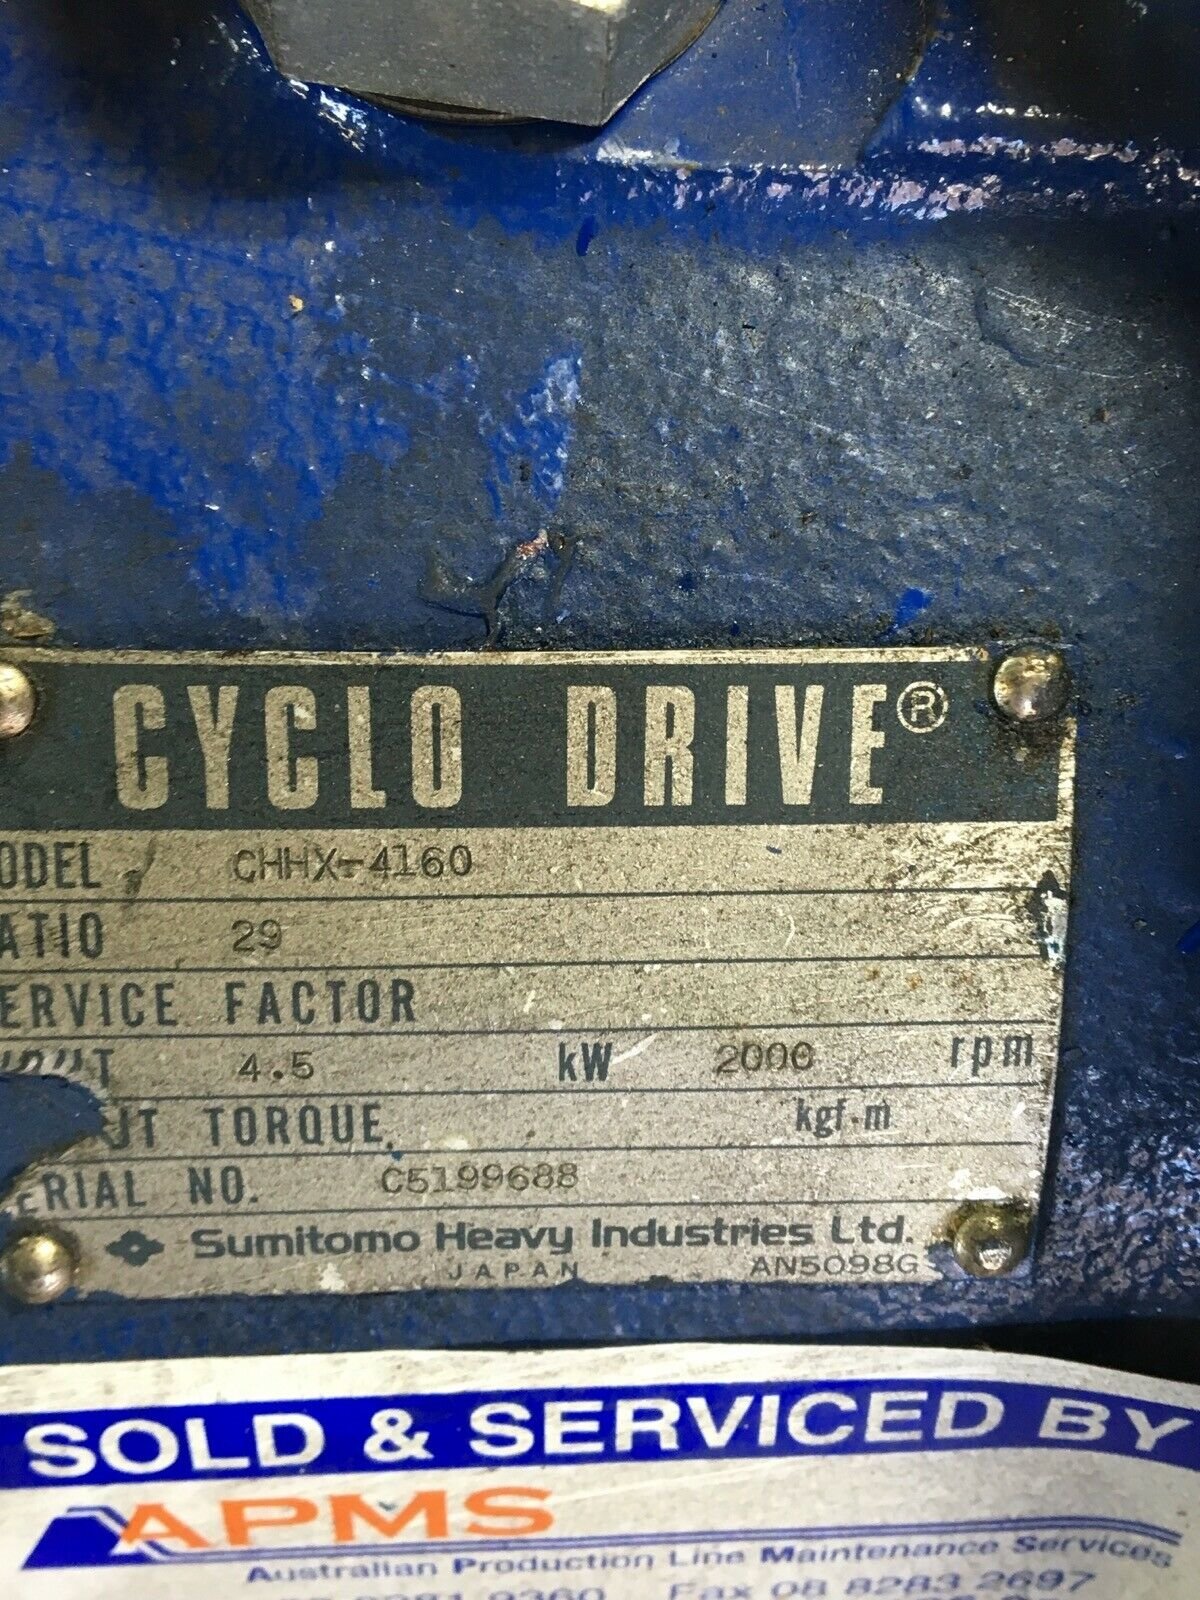 CYCLO DRIVE®
ODEL CHHX-4160
ATIO 29
ERVICE FACTOR
4.5 kW 2000 rpm
UT TORQUE kgf·m
ERIAL NO. C5199688
Sumitomo Heavy Industries Ltd.
JAPAN AN5098G
SOLD & SERVICED BY
APMS
Australian Production Line Maintenance Services
9360 Fax 08 8283 2697